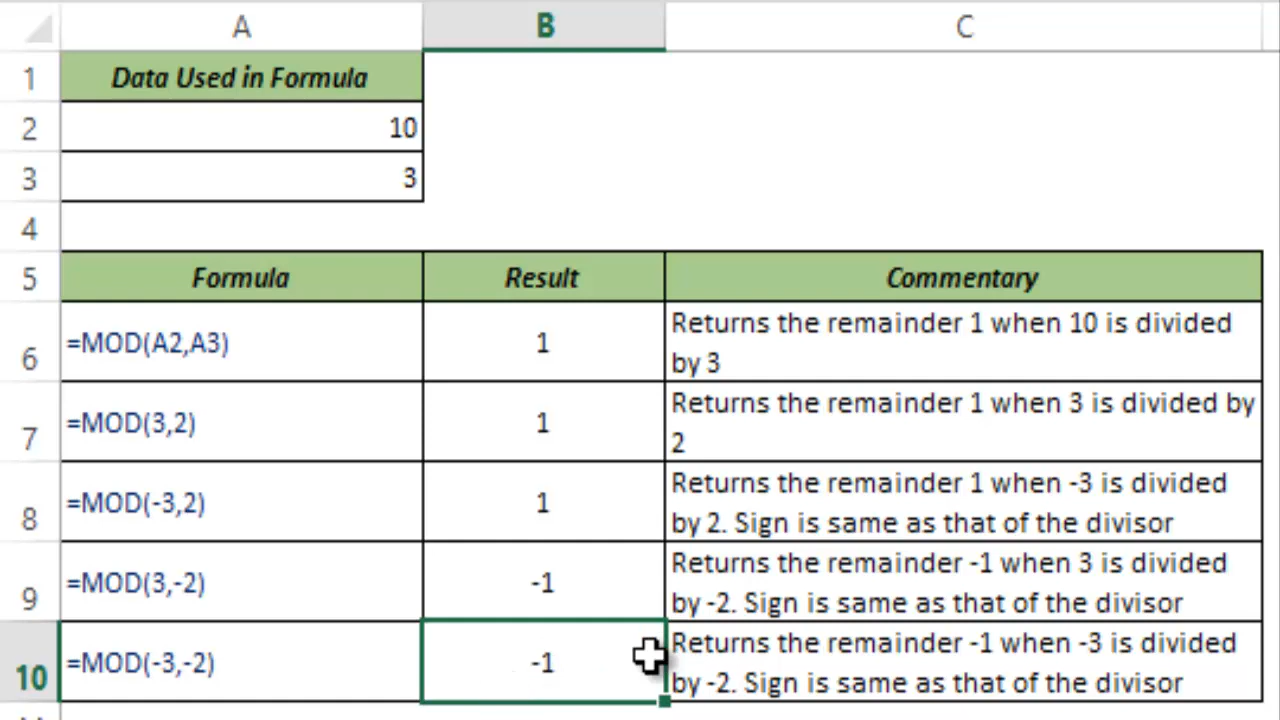 A B C
1 Data Used in Formula
2 10
3 3
4
5 Formula Result Commentary
6 =MOD(A2,A3) 1 Returns the remainder 1 when 10 is divided
by 3
7 =MOD(3,2) 1 Returns the remainder 1 when 3 is divided by
2
8 =MOD(-3,2) 1 Returns the remainder 1 when -3 is divided
by 2. Sign is same as that of the divisor
9 =MOD(3,-2) -1 Returns the remainder -1 when 3 is divided
by -2. Sign is same as that of the divisor
10 =MOD(-3,-2) -1 Returns the remainder -1 when -3 is divided
by -2. Sign is same as that of the divisor